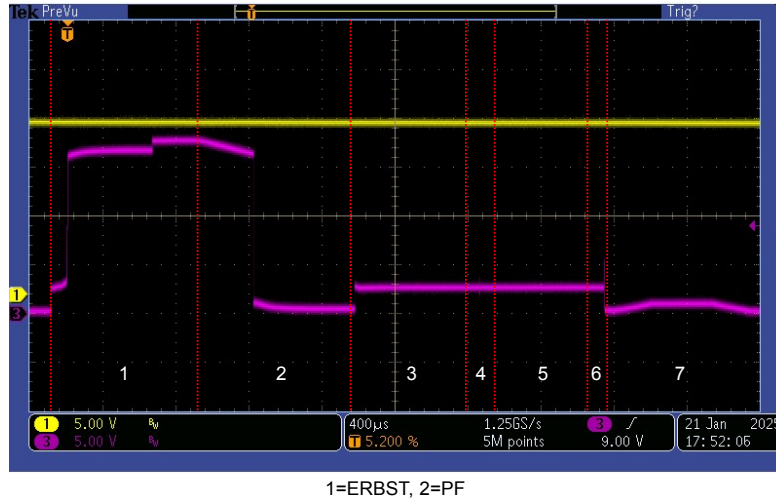 Tek PreVu Trig?
T
T
1
3
1 2 3 4 5 6 7
1 5.00 V BW 400µs 1.25GS/s 3 21 Jan 2025
3 5.00 V BW T 5.200 % 5M points 9.00 V 17:52:06
1=ERBST, 2=PF